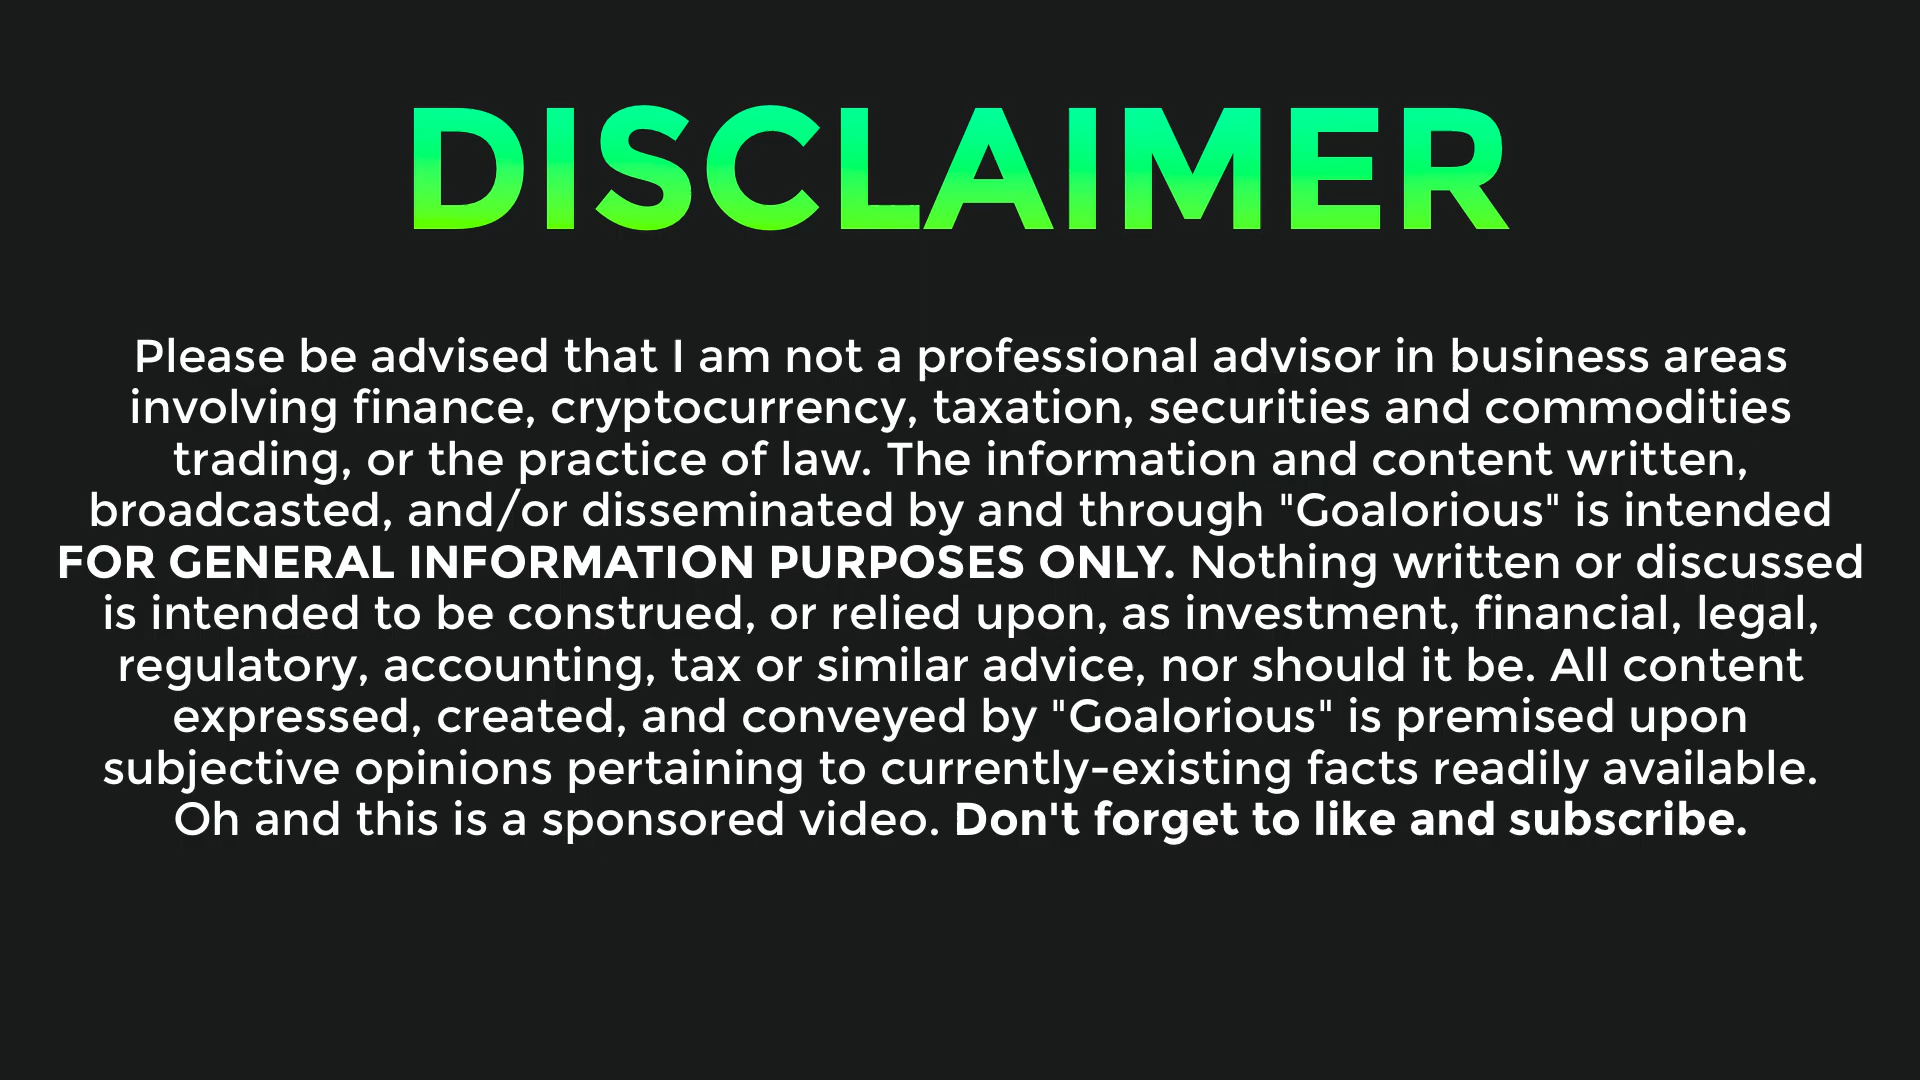 DISCLAIMER
Please be advised that I am not a professional advisor in business areas
involving finance, cryptocurrency, taxation, securities and commodities
trading, or the practice of law. The information and content written,
broadcasted, and/or disseminated by and through "Goalorious" is intended
FOR GENERAL INFORMATION PURPOSES ONLY. Nothing written or discussed
is intended to be construed, or relied upon, as investment, financial, legal,
regulatory, accounting, tax or similar advice, nor should it be. All content
expressed, created, and conveyed by "Goalorious" is premised upon
subjective opinions pertaining to currently-existing facts readily available.
Oh and this is a sponsored video. Don't forget to like and subscribe.